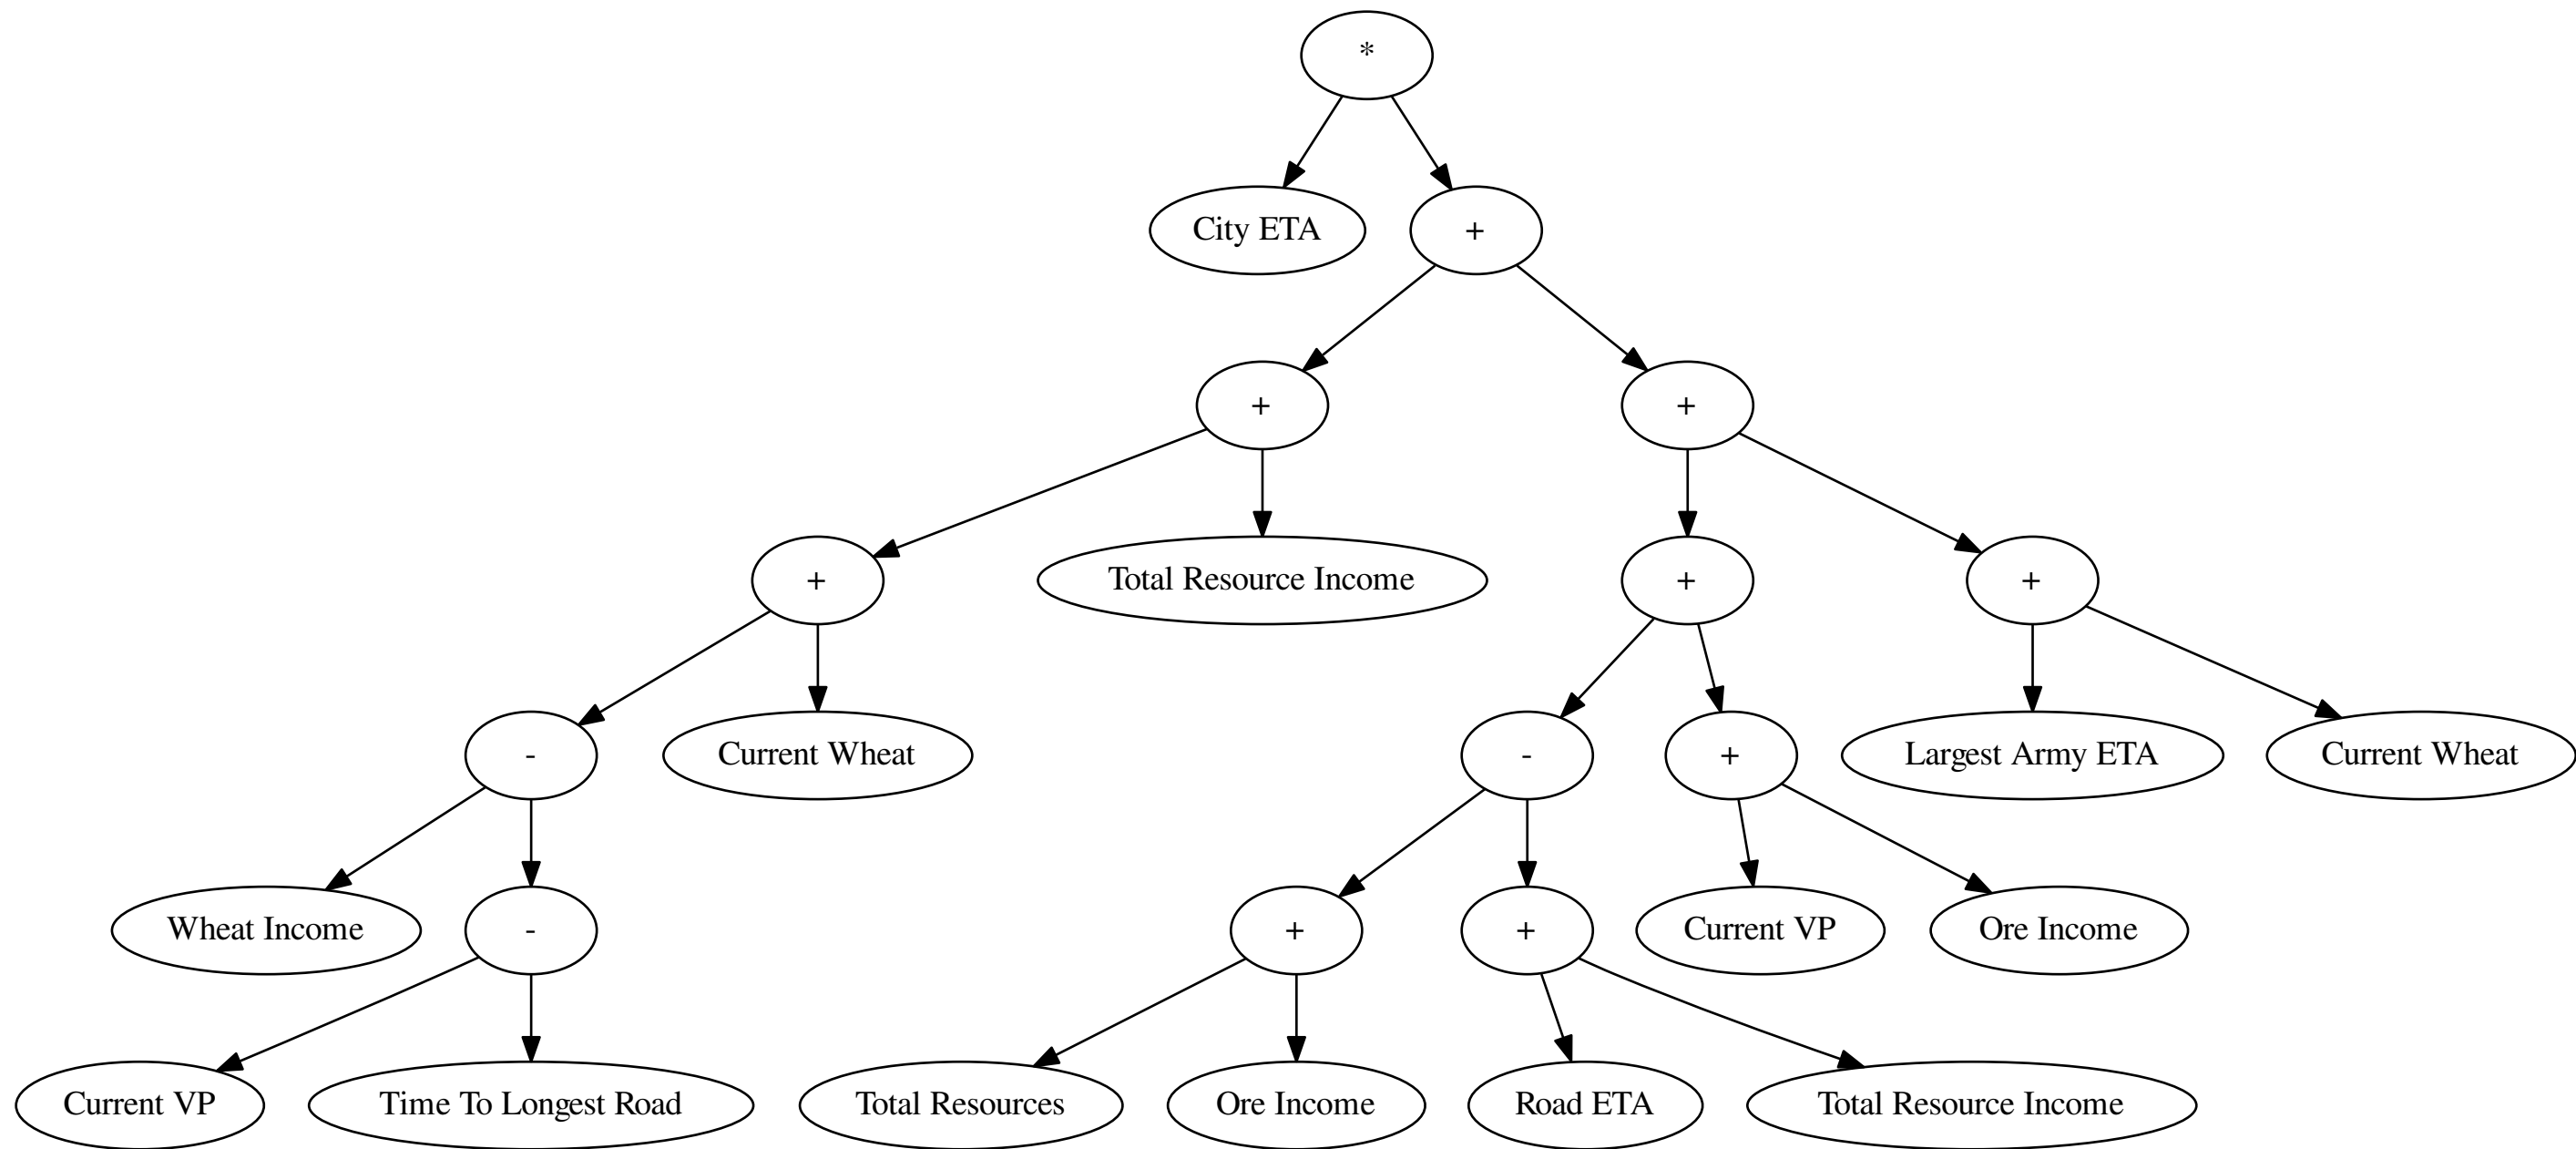 *
City ETA
+
+
+
+
Total Resource Income
+
+
-
Current Wheat
-
+
Largest Army ETA
Current Wheat
Wheat Income
-
+
+
Current VP
Ore Income
Current VP
Time To Longest Road
Total Resources
Ore Income
Road ETA
Total Resource Income